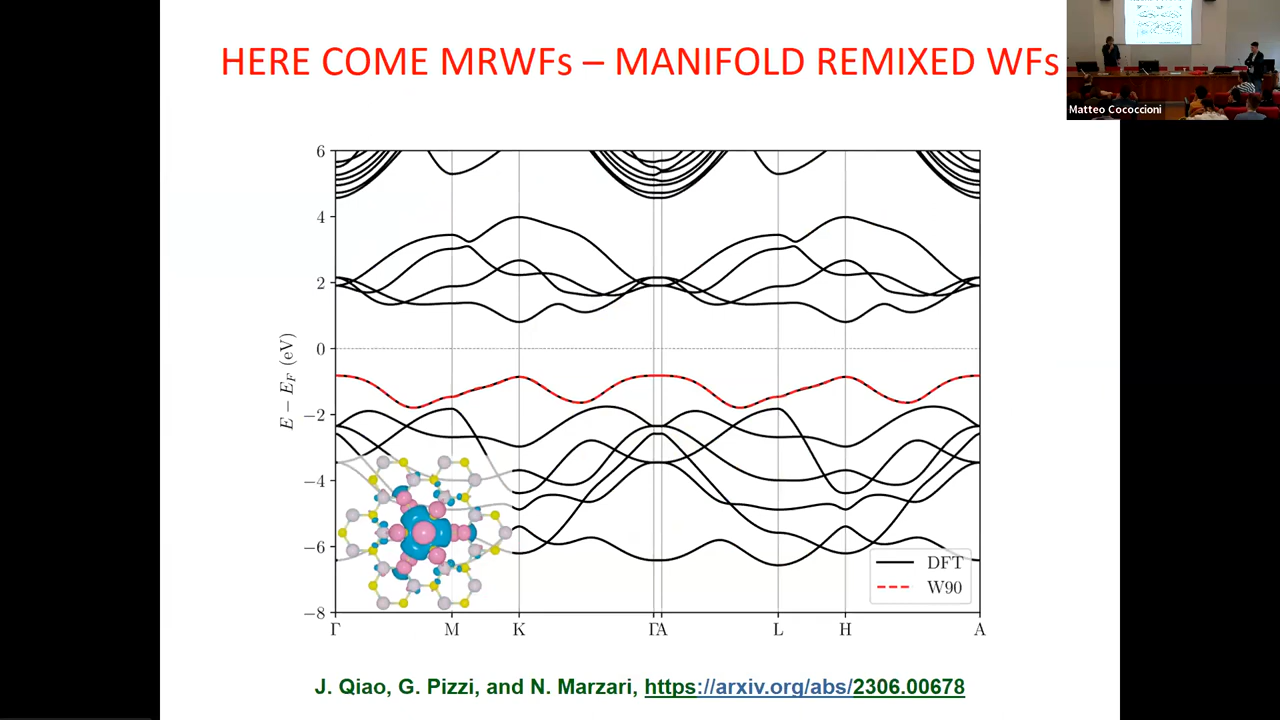 HERE COME MRWFs – MANIFOLD REMIXED WFs
Matteo Cococcioni
6
4
2
0
−2
−4
−6
−8
E − E_F (eV)
DFT
W90
Γ M K ΓA L H A
J. Qiao, G. Pizzi, and N. Marzari, https://arxiv.org/abs/2306.00678